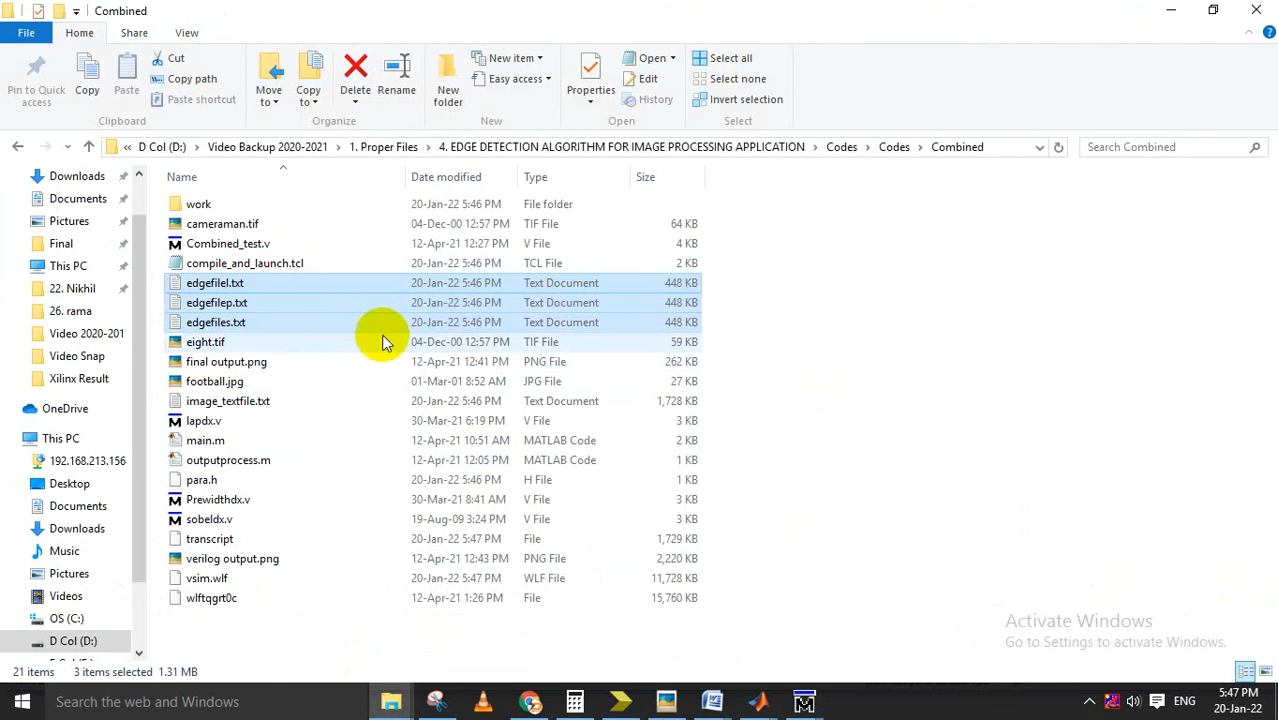 Combined
File Home Share View
Pin to Quick access
Copy
Paste
Cut
Copy path
Paste shortcut
Clipboard
Move to
Copy to
Delete
Rename
Organize
New folder
New item
Easy access
New
Properties
Open
Edit
History
Open
Select all
Select none
Invert selection
Select
« D Col (D:) › Video Backup 2020-2021 › 1. Proper Files › 4. EDGE DETECTION ALGORITHM FOR IMAGE PROCESSING APPLICATION › Codes › Codes › Combined
Search Combined
Downloads
Documents
Pictures
Final
This PC
22. Nikhil
26. rama
Video 2020-201
Video Snap
Xilinx Result
OneDrive
This PC
192.168.213.156
Desktop
Documents
Downloads
Music
Pictures
Videos
OS (C:)
D Col (D:)
Name Date modified Type Size
work 20-Jan-22 5:46 PM File folder
cameraman.tif 04-Dec-00 12:57 PM TIF File 64 KB
Combined_test.v 12-Apr-21 12:27 PM V File 4 KB
compile_and_launch.tcl 20-Jan-22 5:46 PM TCL File 2 KB
edgefilel.txt 20-Jan-22 5:46 PM Text Document 448 KB
edgefilep.txt 20-Jan-22 5:46 PM Text Document 448 KB
edgefiles.txt 20-Jan-22 5:46 PM Text Document 448 KB
eight.tif 04-Dec-00 12:57 PM TIF File 59 KB
final output.png 12-Apr-21 12:41 PM PNG File 262 KB
football.jpg 01-Mar-01 8:52 AM JPG File 27 KB
image_textfile.txt 20-Jan-22 5:46 PM Text Document 1,728 KB
lapdx.v 30-Mar-21 6:19 PM V File 3 KB
main.m 12-Apr-21 10:51 AM MATLAB Code 2 KB
outputprocess.m 12-Apr-21 12:05 PM MATLAB Code 1 KB
para.h 20-Jan-22 5:46 PM H File 1 KB
Prewidthdx.v 30-Mar-21 8:41 AM V File 3 KB
sobeldx.v 19-Aug-09 3:24 PM V File 3 KB
transcript 20-Jan-22 5:47 PM File 1,729 KB
verilog output.png 12-Apr-21 12:43 PM PNG File 2,220 KB
vsim.wlf 20-Jan-22 5:47 PM WLF File 11,728 KB
wlftqgrt0c 12-Apr-21 1:26 PM File 15,760 KB
Activate Windows
Go to Settings to activate Windows.
21 items 3 items selected 1.31 MB
Search the web and Windows
ENG
5:47 PM
20-Jan-22